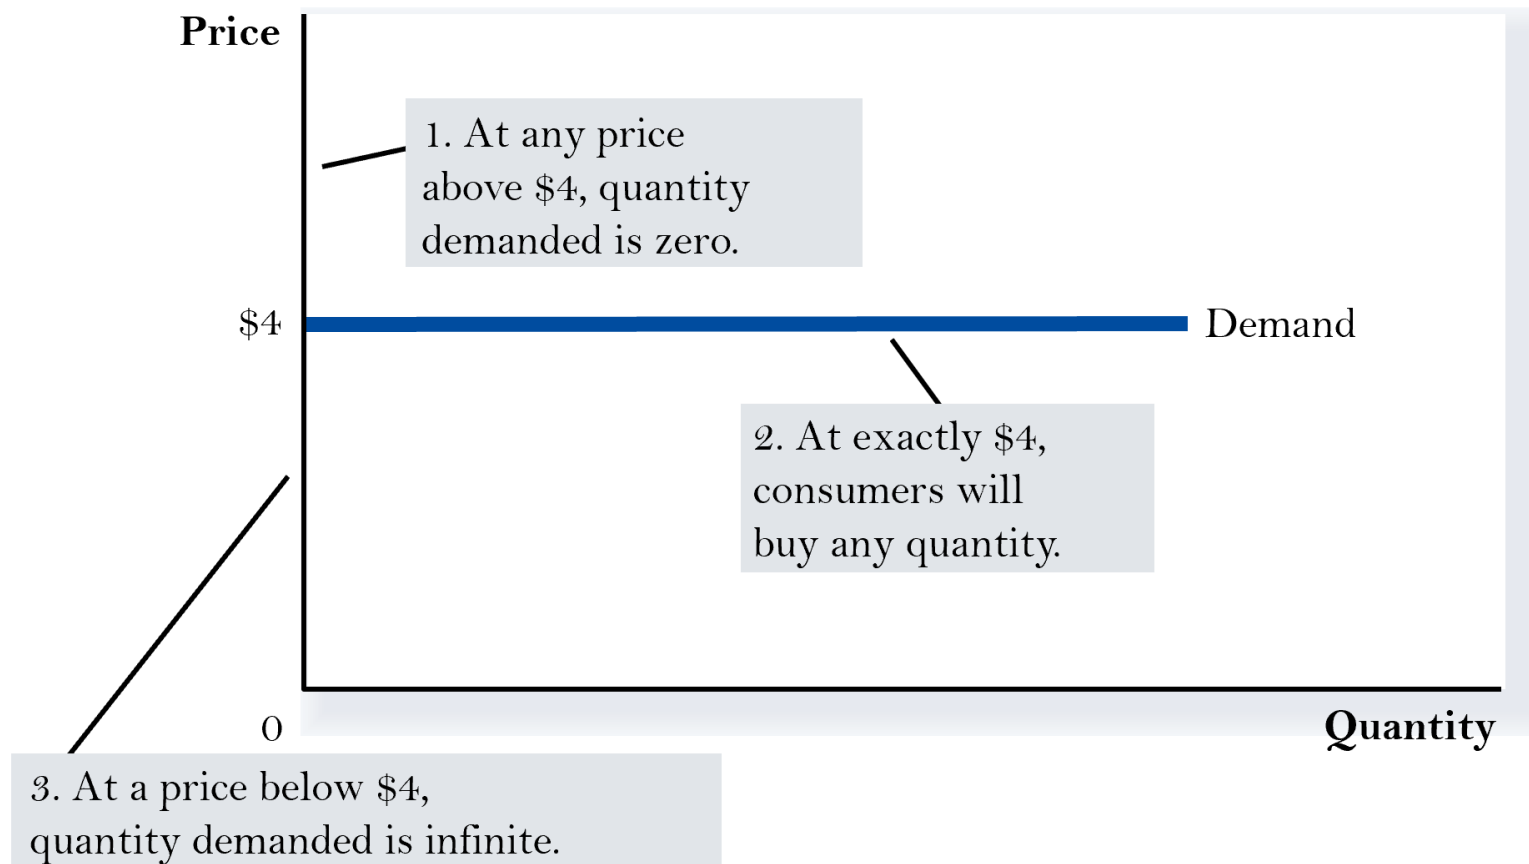 Price
1. At any price
above $4, quantity
demanded is zero.
$4
Demand
2. At exactly $4,
consumers will
buy any quantity.
0
Quantity
3. At a price below $4,
quantity demanded is infinite.